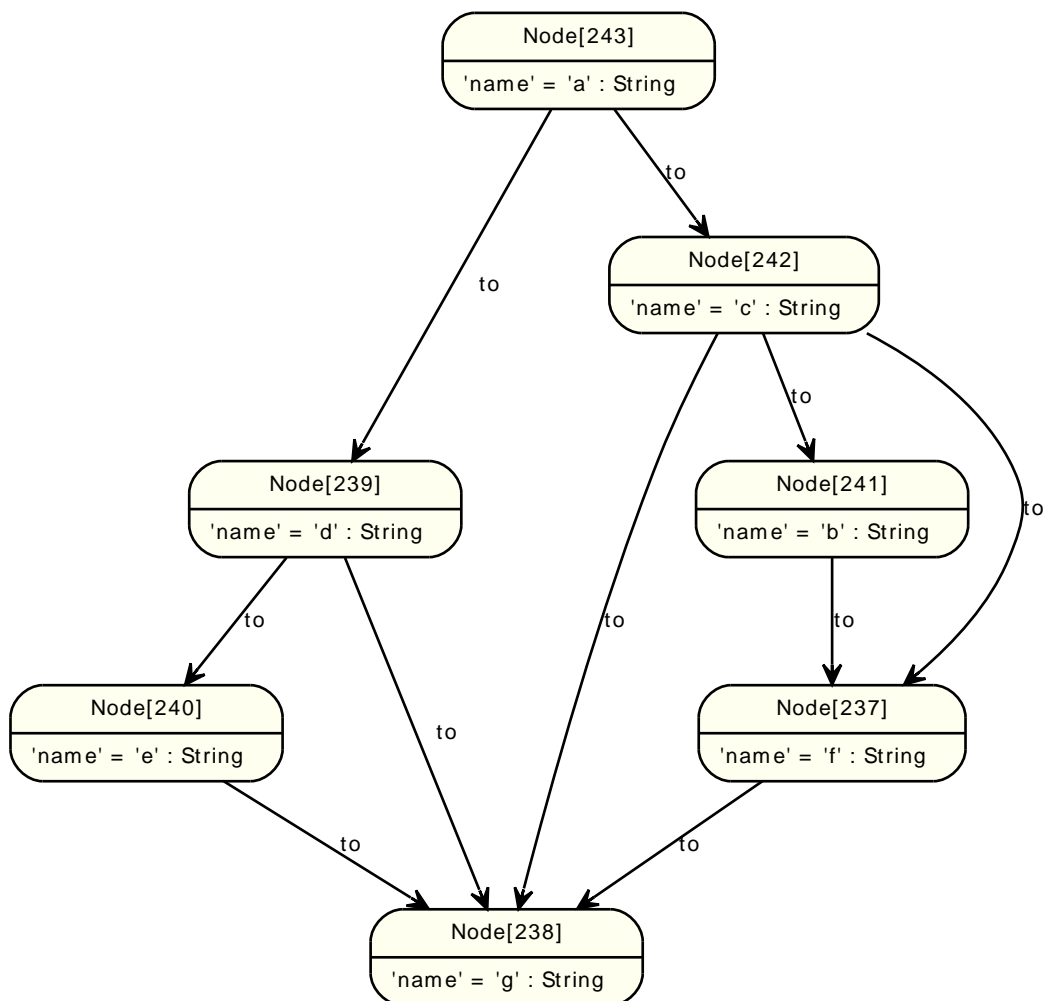 Node[243]
'name' = 'a' : String
to
Node[242]
to
'name' = 'c' : String
to
Node[239]
Node[241]
to
'name' = 'd' : String
'name' = 'b' : String
to
to
to
Node[240]
Node[237]
to
'name' = 'e' : String
'name' = 'f' : String
to
to
Node[238]
'name' = 'g' : String